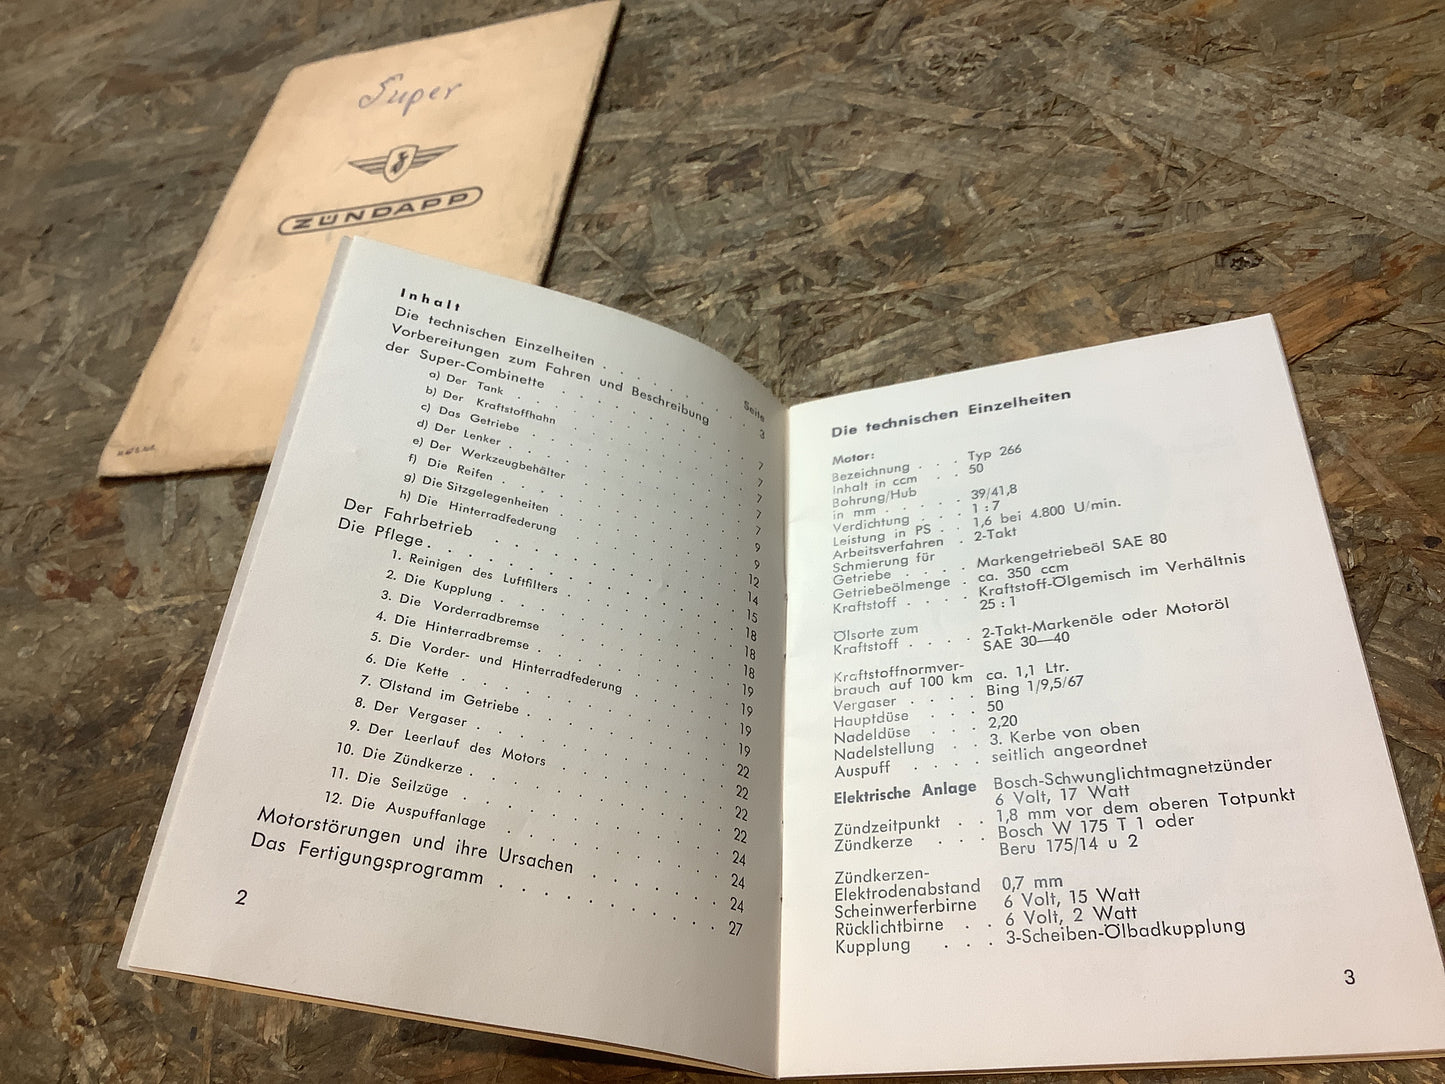 Super
ZÜNDAPP
Inhalt
Seite
Die technischen Einzelheiten . . . . . . . 3
Vorbereitungen zum Fahren und Beschreibung
der Super-Combinette . . . . . . . . 7
a) Der Tank . . . . . . . . . 7
b) Der Kraftstoffhahn . . . . . . . 7
c) Das Getriebe . . . . . . . . 7
d) Der Lenker . . . . . . . . . 7
e) Der Werkzeugbehälter . . . . . . . 9
f) Die Reifen . . . . . . . . . 9
g) Die Sitzgelegenheiten . . . . . . . 12
h) Die Hinterradfederung . . . . . . . 14
Der Fahrbetrieb . . . . . . . . . 15
Die Pflege . . . . . . . . . . 18
1. Reinigen des Luftfilters . . . . . . . 18
2. Die Kupplung . . . . . . . . 18
3. Die Vorderradbremse . . . . . . . 19
4. Die Hinterradbremse . . . . . . . 19
5. Die Vorder- und Hinterradfederung . . . . 19
6. Die Kette . . . . . . . . . 19
7. Ölstand im Getriebe . . . . . . . 22
8. Der Vergaser . . . . . . . . 22
9. Der Leerlauf des Motors . . . . . . 22
10. Die Zündkerze . . . . . . . . 22
11. Die Seilzüge . . . . . . . . 24
12. Die Auspuffanlage . . . . . . . 24
Motorstörungen und ihre Ursachen . . . . . 24
Das Fertigungsprogramm . . . . . . . 27
2
Die technischen Einzelheiten
Motor:
Bezeichnung . . . Typ 266
Inhalt in ccm . . 50
Bohrung/Hub
in mm . . . . . 39/41,8
Verdichtung . . . 1 : 7
Leistung in PS . . 1,6 bei 4.800 U/min.
Arbeitsverfahren . 2-Takt
Schmierung für
Getriebe . . . . Markengetriebeöl SAE 80
Getriebeölmenge . ca. 350 ccm
Kraftstoff . . . . Kraftstoff-Ölgemisch im Verhältnis
25 : 1
Ölsorte zum
Kraftstoff . . . . 2-Takt-Markenöle oder Motoröl
SAE 30—40
Kraftstoffnormver-
brauch auf 100 km ca. 1,1 Ltr.
Vergaser . . . . Bing 1/9,5/67
Hauptdüse . . . 50
Nadeldüse . . . 2,20
Nadelstellung . . 3. Kerbe von oben
Auspuff . . . . seitlich angeordnet
Elektrische Anlage Bosch-Schwunglichtmagnetzünder
6 Volt, 17 Watt
Zündzeitpunkt . . 1,8 mm vor dem oberen Totpunkt
Zündkerze . . . Bosch W 175 T 1 oder
Beru 175/14 u 2
Zündkerzen-
Elektrodenabstand 0,7 mm
Scheinwerferbirne 6 Volt, 15 Watt
Rücklichtbirne . . 6 Volt, 2 Watt
Kupplung . . . 3-Scheiben-Ölbadkupplung
3